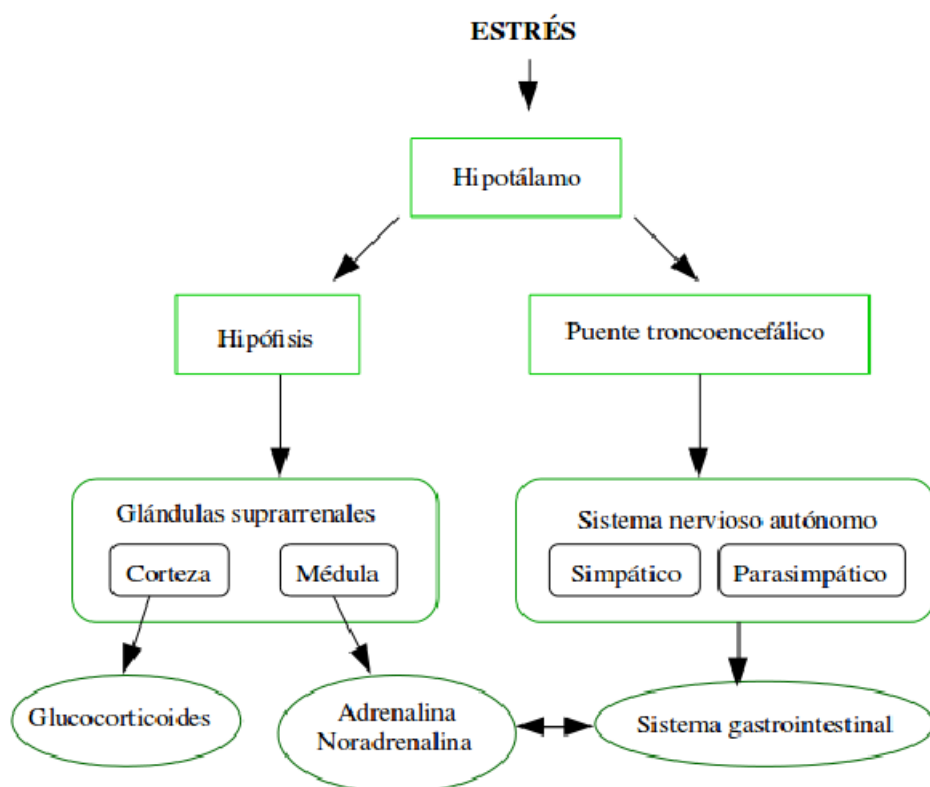 ESTRÉS
Hipotálamo
Hipófisis
Puente troncoencefálico
Glándulas suprarrenales
Corteza
Médula
Sistema nervioso autónomo
Simpático
Parasimpático
Glucocorticoides
Adrenalina
Noradrenalina
Sistema gastrointestinal